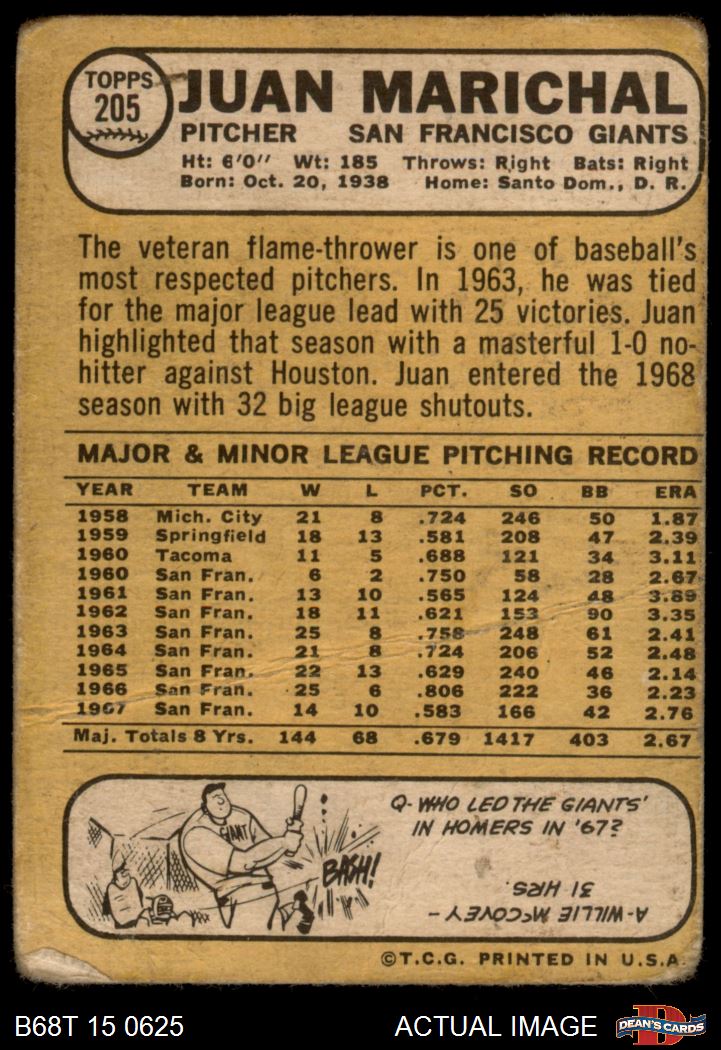 TOPPS
205
JUAN MARICHAL
PITCHER SAN FRANCISCO GIANTS
Ht: 6'0" Wt: 185 Throws: Right Bats: Right
Born: Oct. 20, 1938 Home: Santo Dom., D. R.
The veteran flame-thrower is one of baseball's
most respected pitchers. In 1963, he was tied
for the major league lead with 25 victories. Juan
highlighted that season with a masterful 1-0 no-
hitter against Houston. Juan entered the 1968
season with 32 big league shutouts.
MAJOR & MINOR LEAGUE PITCHING RECORD
YEAR TEAM W L PCT. SO BB ERA
1958 Mich. City 21 8 .724 246 50 1.87
1959 Springfield 18 13 .581 208 47 2.39
1960 Tacoma 11 5 .688 121 34 3.11
1960 San Fran. 6 2 .750 58 28 2.67
1961 San Fran. 13 10 .565 124 48 3.89
1962 San Fran. 18 11 .621 153 90 3.35
1963 San Fran. 25 8 .758 248 61 2.41
1964 San Fran. 21 8 .724 206 52 2.48
1965 San Fran. 22 13 .629 240 46 2.14
1966 San Fran. 25 6 .806 222 36 2.23
1967 San Fran. 14 10 .583 166 42 2.76
Maj. Totals 8 Yrs. 144 68 .679 1417 403 2.67
GIANT
BASH!
Q-WHO LED THE GIANTS'
IN HOMERS IN '67?
A-WILLIE McCOVEY -
31 HRS.
©T.C.G. PRINTED IN U.S.A.
B68T 15 0625 ACTUAL IMAGE
D
DEAN'S CARDS